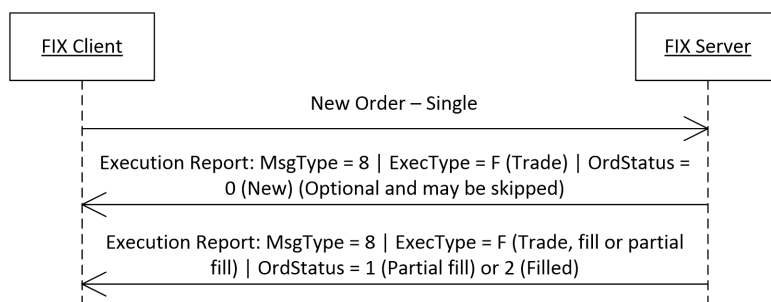 FIX Client
FIX Server
New Order – Single
Execution Report: MsgType = 8 | ExecType = F (Trade) | OrdStatus =
0 (New) (Optional and may be skipped)
Execution Report: MsgType = 8 | ExecType = F (Trade, fill or partial
fill) | OrdStatus = 1 (Partial fill) or 2 (Filled)